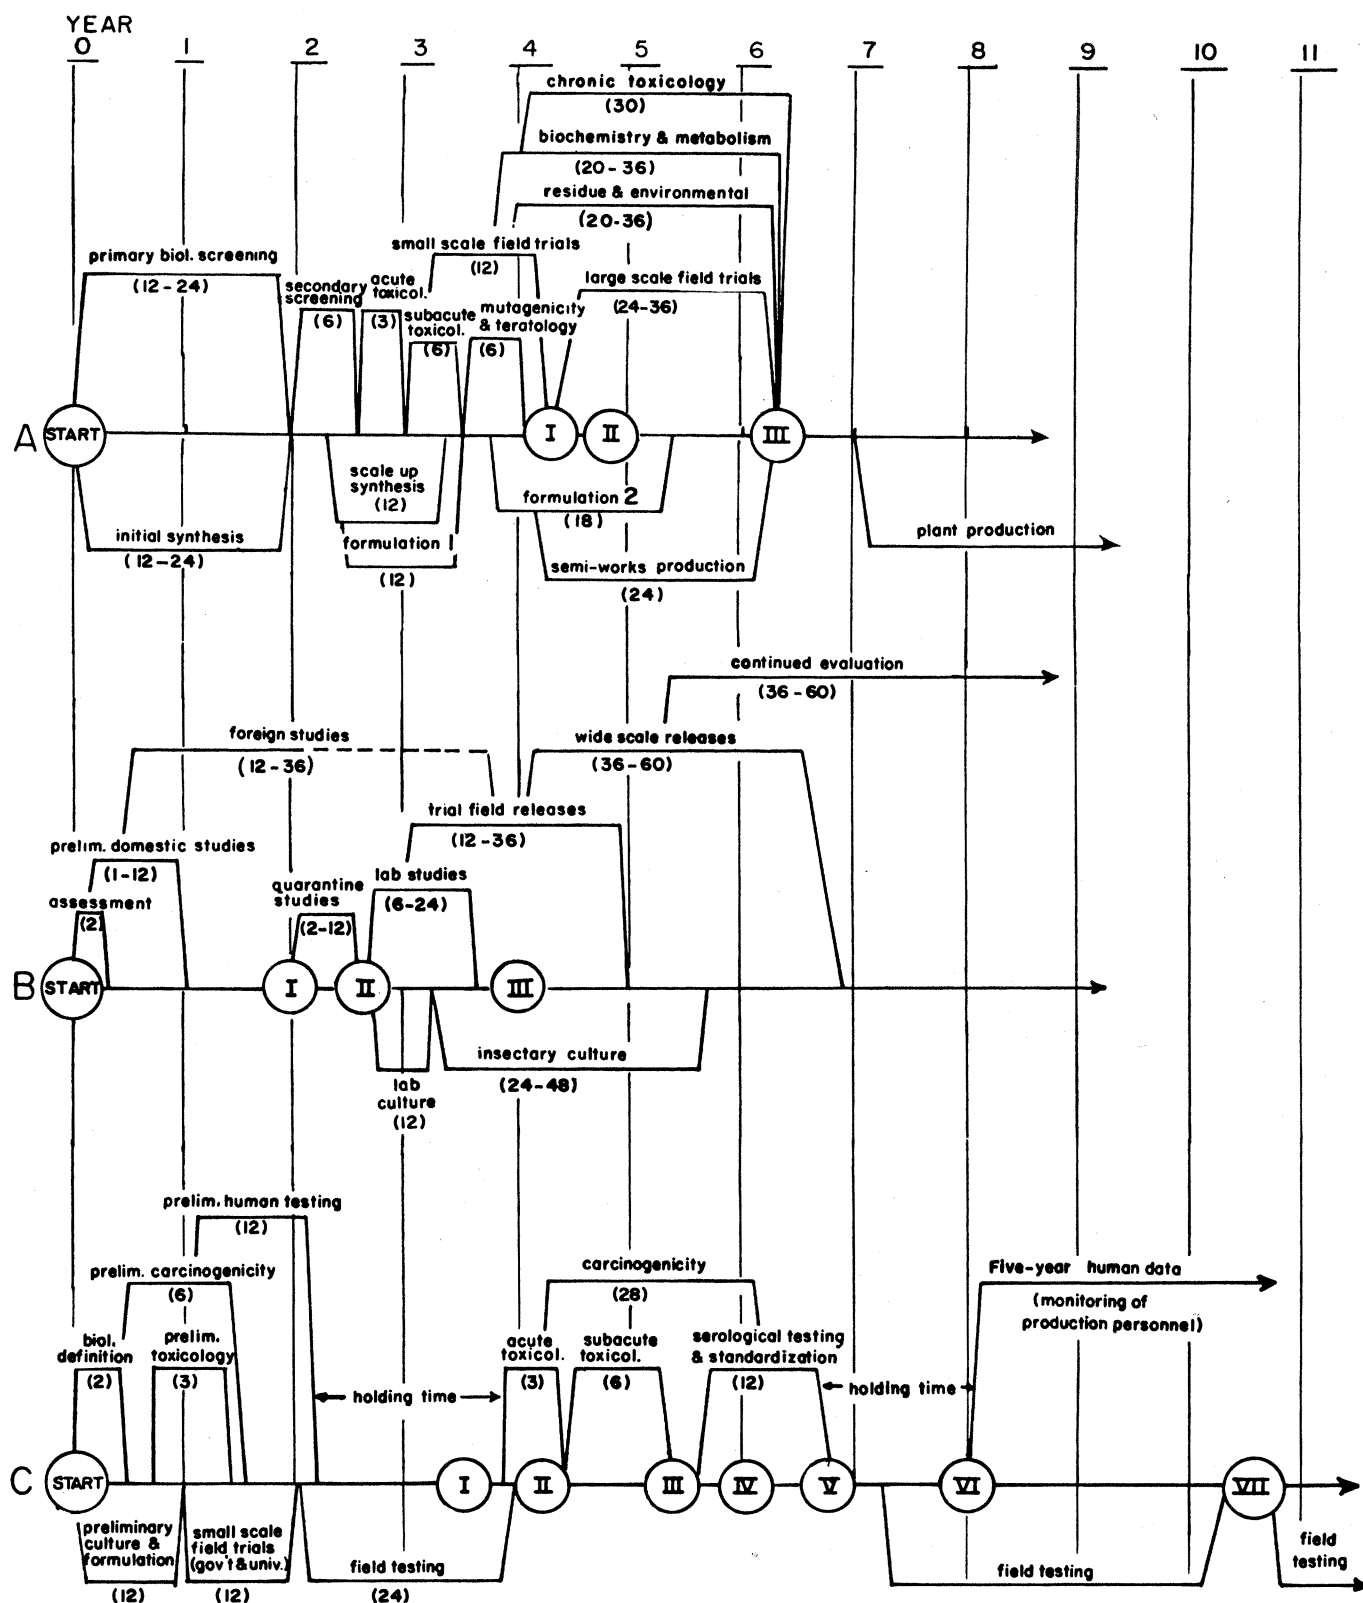 YEAR
0 1 2 3 4 5 6 7 8 9 10 11
chronic toxicology
(30)
biochemistry & metabolism
(20-36)
residue & environmental
(20-36)
small scale field trials
(12)
primary biol. screening
(12-24)
secondary
screening
(6)
acute
toxicol.
(3)
subacute
toxicol.
(6)
mutagenicity
& teratology
(6)
large scale field trials
(24-36)
A START I II III
scale up
synthesis
(12)
formulation 2
(18)
initial synthesis
(12-24)
formulation 1
(12)
semi-works production
(24)
plant production
continued evaluation
(36-60)
foreign studies
(12-36)
wide scale releases
(36-60)
trial field releases
(12-36)
prelim. domestic studies
(1-12)
assessment
(2)
quarantine
studies
(2-12)
lab studies
(6-24)
B START I II III
insectary culture
(24-48)
lab
culture
(12)
prelim. human testing
(12)
prelim. carcinogenicity
(6)
carcinogenicity
(28)
Five-year human data
(monitoring of
production personnel)
biol.
definition
(2)
prelim.
toxicology
(3)
holding time
acute
toxicol.
(3)
subacute
toxicol.
(6)
serological testing
& standardization
(12)
holding time
C START I II III IV V VI VII
preliminary
culture &
formulation
(12)
small scale
field trials
(gov't & univ.)
(12)
field testing
(24)
field testing
field
testing